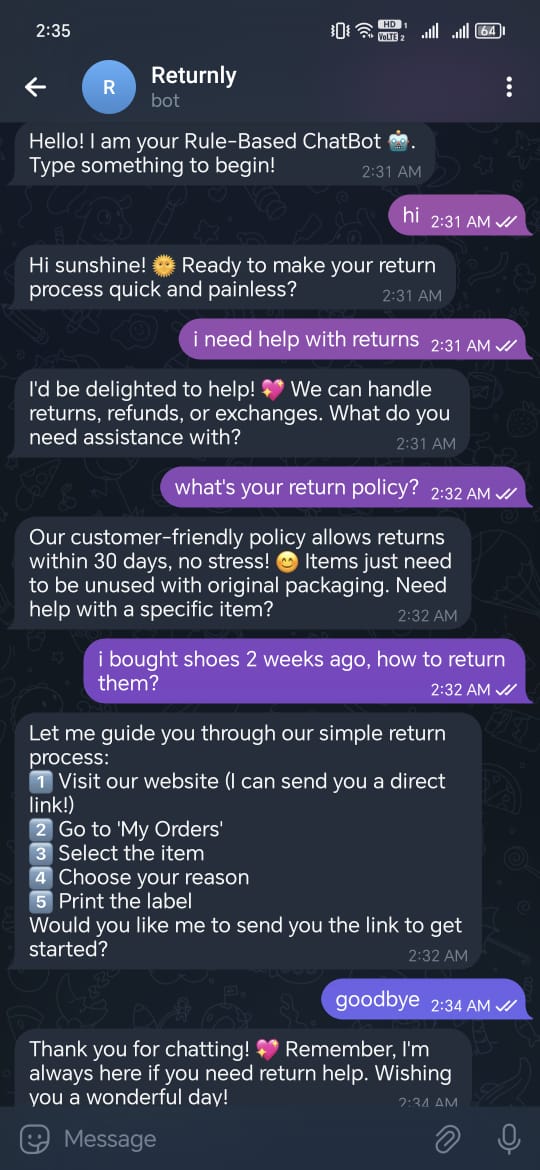 2:35
HD 1
VoLTE 2
64
R
Returnly
bot
Hello! I am your Rule-Based ChatBot 🤖.
Type something to begin!
2:31 AM
hi
2:31 AM
Hi sunshine! 🌞 Ready to make your return
process quick and painless?
2:31 AM
i need help with returns
2:31 AM
I'd be delighted to help! 💖 We can handle
returns, refunds, or exchanges. What do you
need assistance with?
2:31 AM
what's your return policy?
2:32 AM
Our customer-friendly policy allows returns
within 30 days, no stress! 😊 Items just need
to be unused with original packaging. Need
help with a specific item?
2:32 AM
i bought shoes 2 weeks ago, how to return
them?
2:32 AM
Let me guide you through our simple return
process:
1️⃣ Visit our website (I can send you a direct
link!)
2️⃣ Go to 'My Orders'
3️⃣ Select the item
4️⃣ Choose your reason
5️⃣ Print the label
Would you like me to send you the link to get
started?
2:32 AM
goodbye
2:34 AM
Thank you for chatting! 💖 Remember, I'm
always here if you need return help. Wishing
you a wonderful day!
2:34 AM
Message